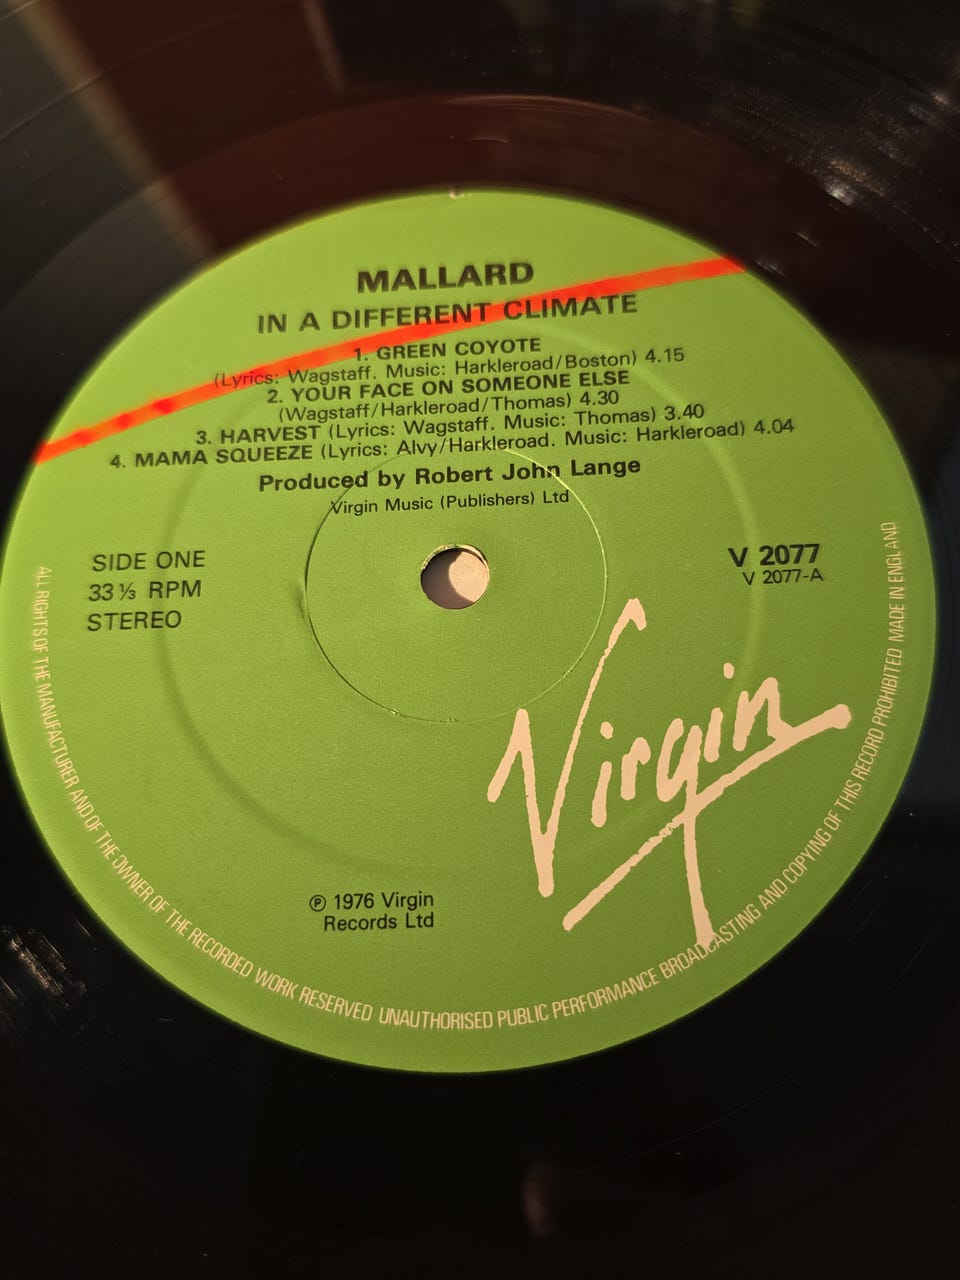 MALLARD
IN A DIFFERENT CLIMATE
1. GREEN COYOTE
(Lyrics: Wagstaff. Music: Harkleroad/Boston) 4.15
2. YOUR FACE ON SOMEONE ELSE
(Wagstaff/Harkleroad/Thomas) 4.30
3. HARVEST (Lyrics: Wagstaff. Music: Thomas) 3.40
4. MAMA SQUEEZE (Lyrics: Alvy/Harkleroad. Music: Harkleroad) 4.04
Produced by Robert John Lange
Virgin Music (Publishers) Ltd
SIDE ONE
33⅓ RPM
STEREO
V 2077
V 2077-A
Virgin
℗ 1976 Virgin
Records Ltd
ALL RIGHTS OF THE MANUFACTURER AND OF THE OWNER OF THE RECORDED WORK RESERVED UNAUTHORISED PUBLIC PERFORMANCE BROADCASTING AND COPYING OF THIS RECORD PROHIBITED MADE IN ENGLAND